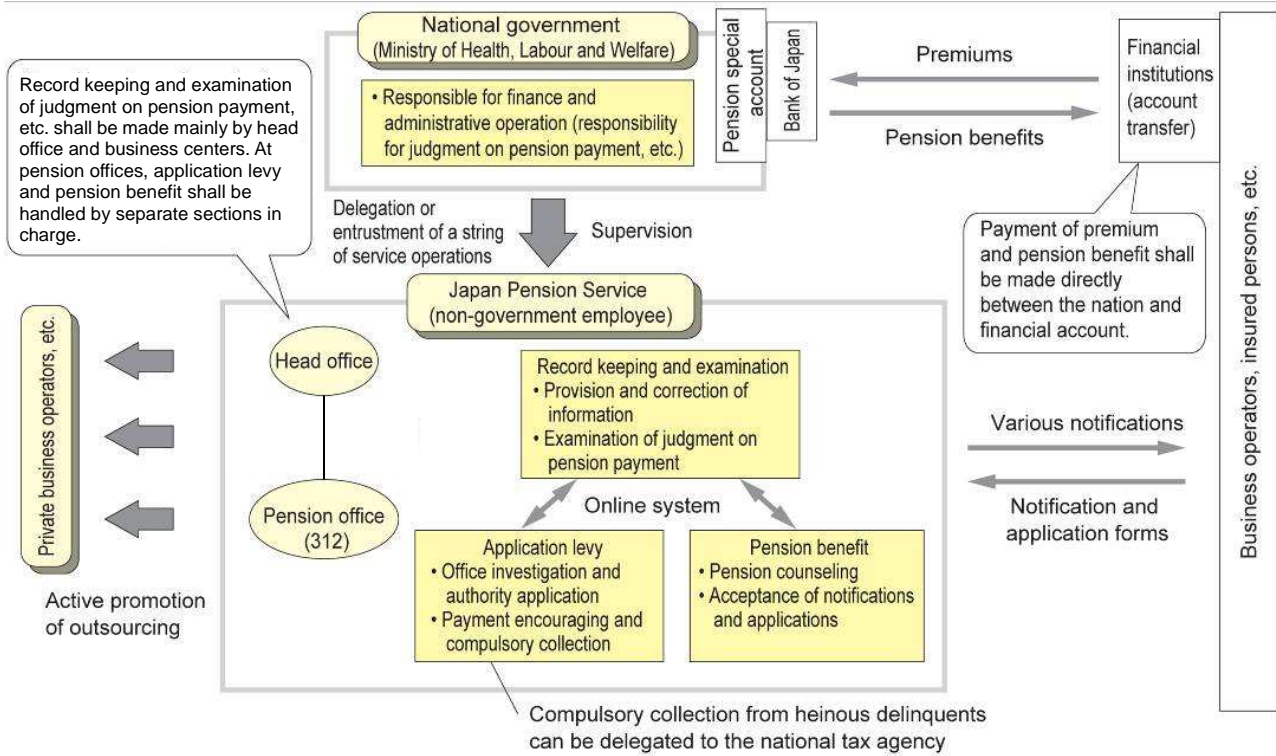 National government
(Ministry of Health, Labour and Welfare)
• Responsible for finance and
administrative operation (responsibility
for judgment on pension payment, etc.)
Pension special
account
Bank of Japan
Premiums
Pension benefits
Financial
institutions
(account
transfer)
Business operators, insured persons, etc.
Record keeping and examination
of judgment on pension payment,
etc. shall be made mainly by head
office and business centers. At
pension offices, application levy
and pension benefit shall be
handled by separate sections in
charge.
Delegation or
entrustment of a string
of service operations
Supervision
Payment of premium
and pension benefit shall
be made directly
between the nation and
financial account.
Japan Pension Service
(non-government employee)
Private business operators, etc.
Head office
Pension office
(312)
Record keeping and examination
• Provision and correction of
information
• Examination of judgment on
pension payment
Online system
Application levy
• Office investigation and
authority application
• Payment encouraging and
compulsory collection
Pension benefit
• Pension counseling
• Acceptance of notifications
and applications
Various notifications
Notification and
application forms
Active promotion
of outsourcing
Compulsory collection from heinous delinquents
can be delegated to the national tax agency